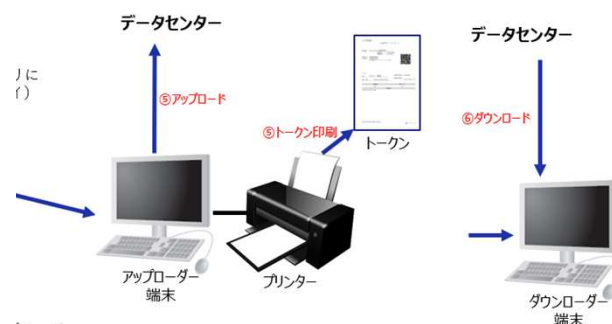 データセンター
データセンター
りに
イ）
⑤アップロード
⑤トークン印刷
トークン
⑥ダウンロード
アップローダー
端末
プリンター
ダウンローダー
端末